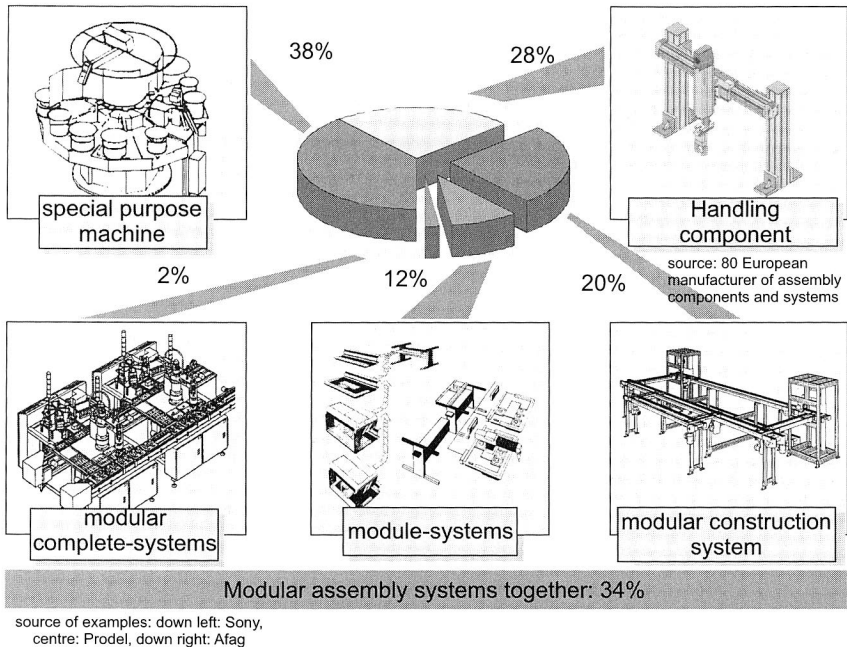 38%
28%
special purpose
machine
Handling
component
source: 80 European
manufacturer of assembly
components and systems
2%
12%
20%
modular
complete-systems
module-systems
modular construction
system
Modular assembly systems together: 34%
source of examples: down left: Sony,
centre: Prodel, down right: Afag